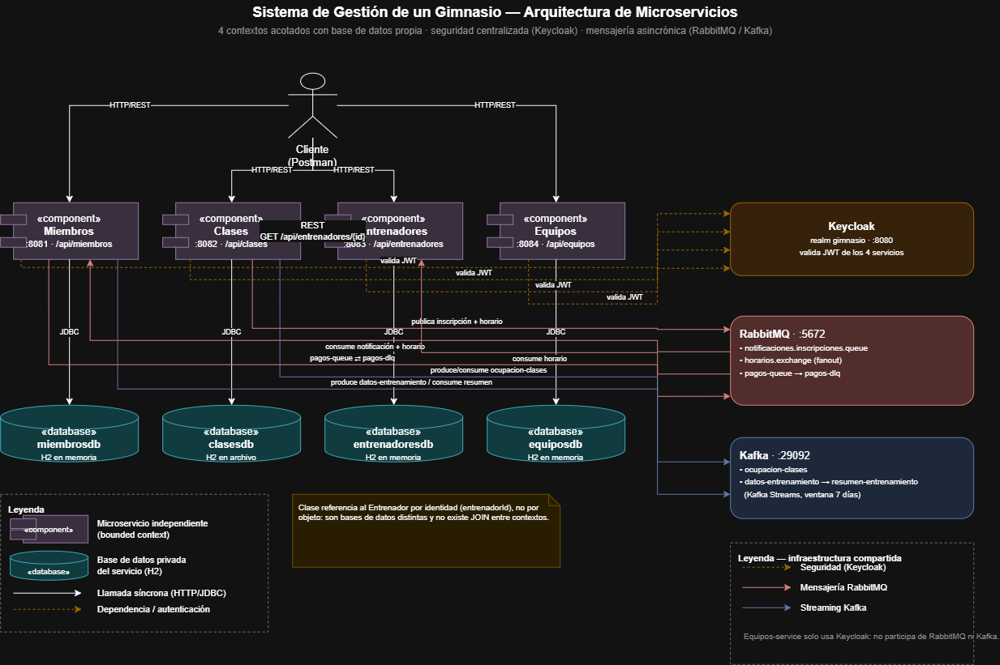 Sistema de Gestión de un Gimnasio — Arquitectura de Microservicios
4 contextos acotados con base de datos propia · seguridad centralizada (Keycloak) · mensajería asincrónica (RabbitMQ / Kafka)
HTTP/REST
HTTP/REST
Cliente
(Postman)
HTTP/REST
HTTP/REST
«component»
Miembros
:8081 · /api/miembros
«component»
Clases
:8082 · /api/clases
REST
GET /api/entrenadores/{id}
«component»
Entrenadores
:8083 · /api/entrenadores
«component»
Equipos
:8084 · /api/equipos
Keycloak
realm gimnasio · :8080
valida JWT de los 4 servicios
valida JWT
valida JWT
valida JWT
valida JWT
publica inscripción + horario
JDBC
JDBC
JDBC
JDBC
consume notificación + horario
pagos-queue ⇄ pagos-dlq
consume horario
produce/consume ocupacion-clases
produce datos-entrenamiento / consume resumen
RabbitMQ · :5672
• notificaciones.inscripciones.queue
• horarios.exchange (fanout)
• pagos-queue → pagos-dlq
«database»
miembrosdb
H2 en memoria
«database»
clasesdb
H2 en archivo
«database»
entrenadoresdb
H2 en memoria
«database»
equiposdb
H2 en memoria
Kafka · :29092
• ocupacion-clases
• datos-entrenamiento → resumen-entrenamiento
(Kafka Streams, ventana 7 días)
Leyenda
«component»
Microservicio independiente
(bounded context)
«database»
Base de datos privada
del servicio (H2)
Llamada síncrona (HTTP/JDBC)
Dependencia / autenticación
Clase referencia al Entrenador por identidad (entrenadorId), no por
objeto: son bases de datos distintas y no existe JOIN entre contextos.
Leyenda — infraestructura compartida
Seguridad (Keycloak)
Mensajería RabbitMQ
Streaming Kafka
Equipos-service solo usa Keycloak: no participa de RabbitMQ ni Kafka.